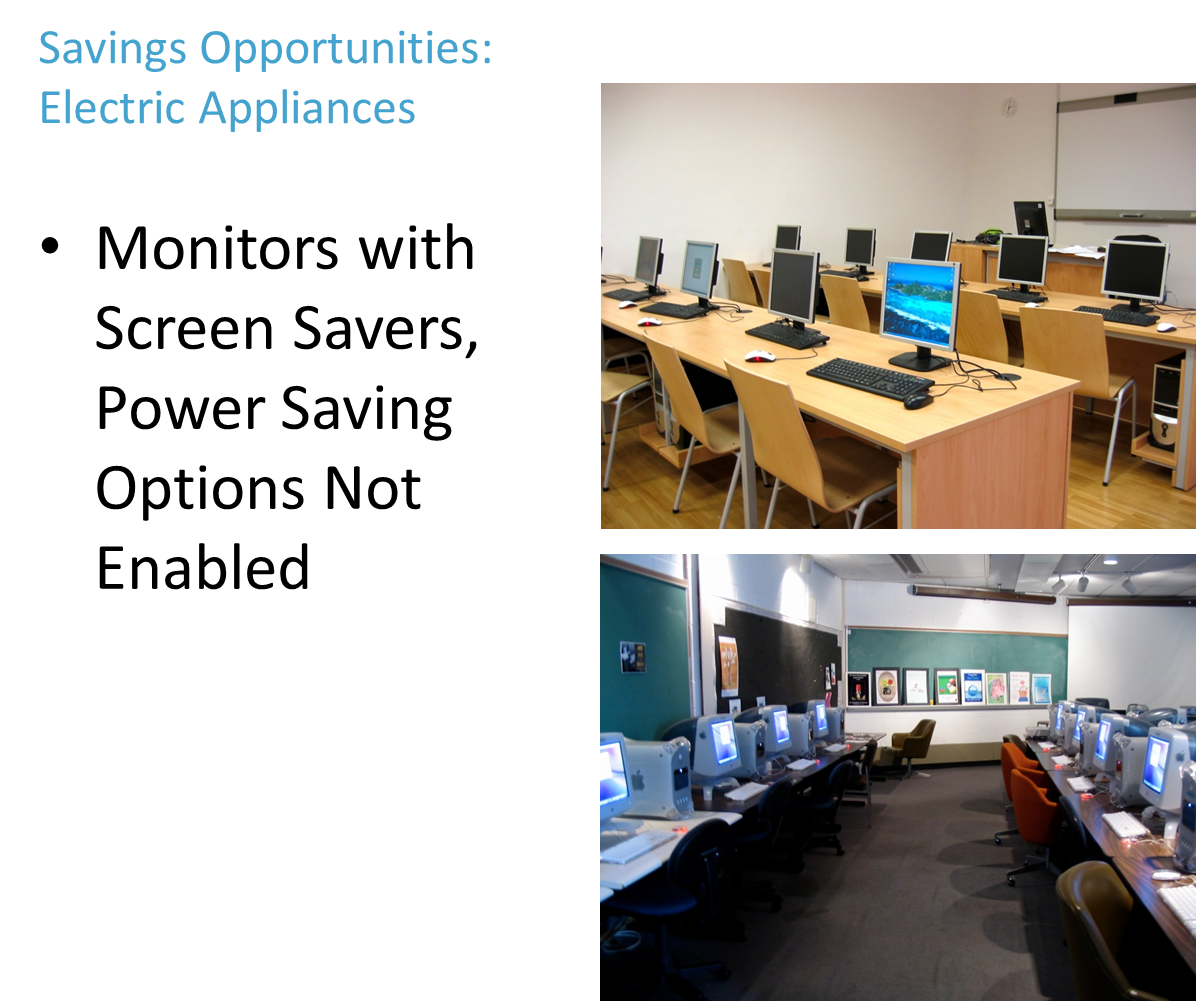 Savings Opportunities:
Electric Appliances
• Monitors with
Screen Savers,
Power Saving
Options Not
Enabled